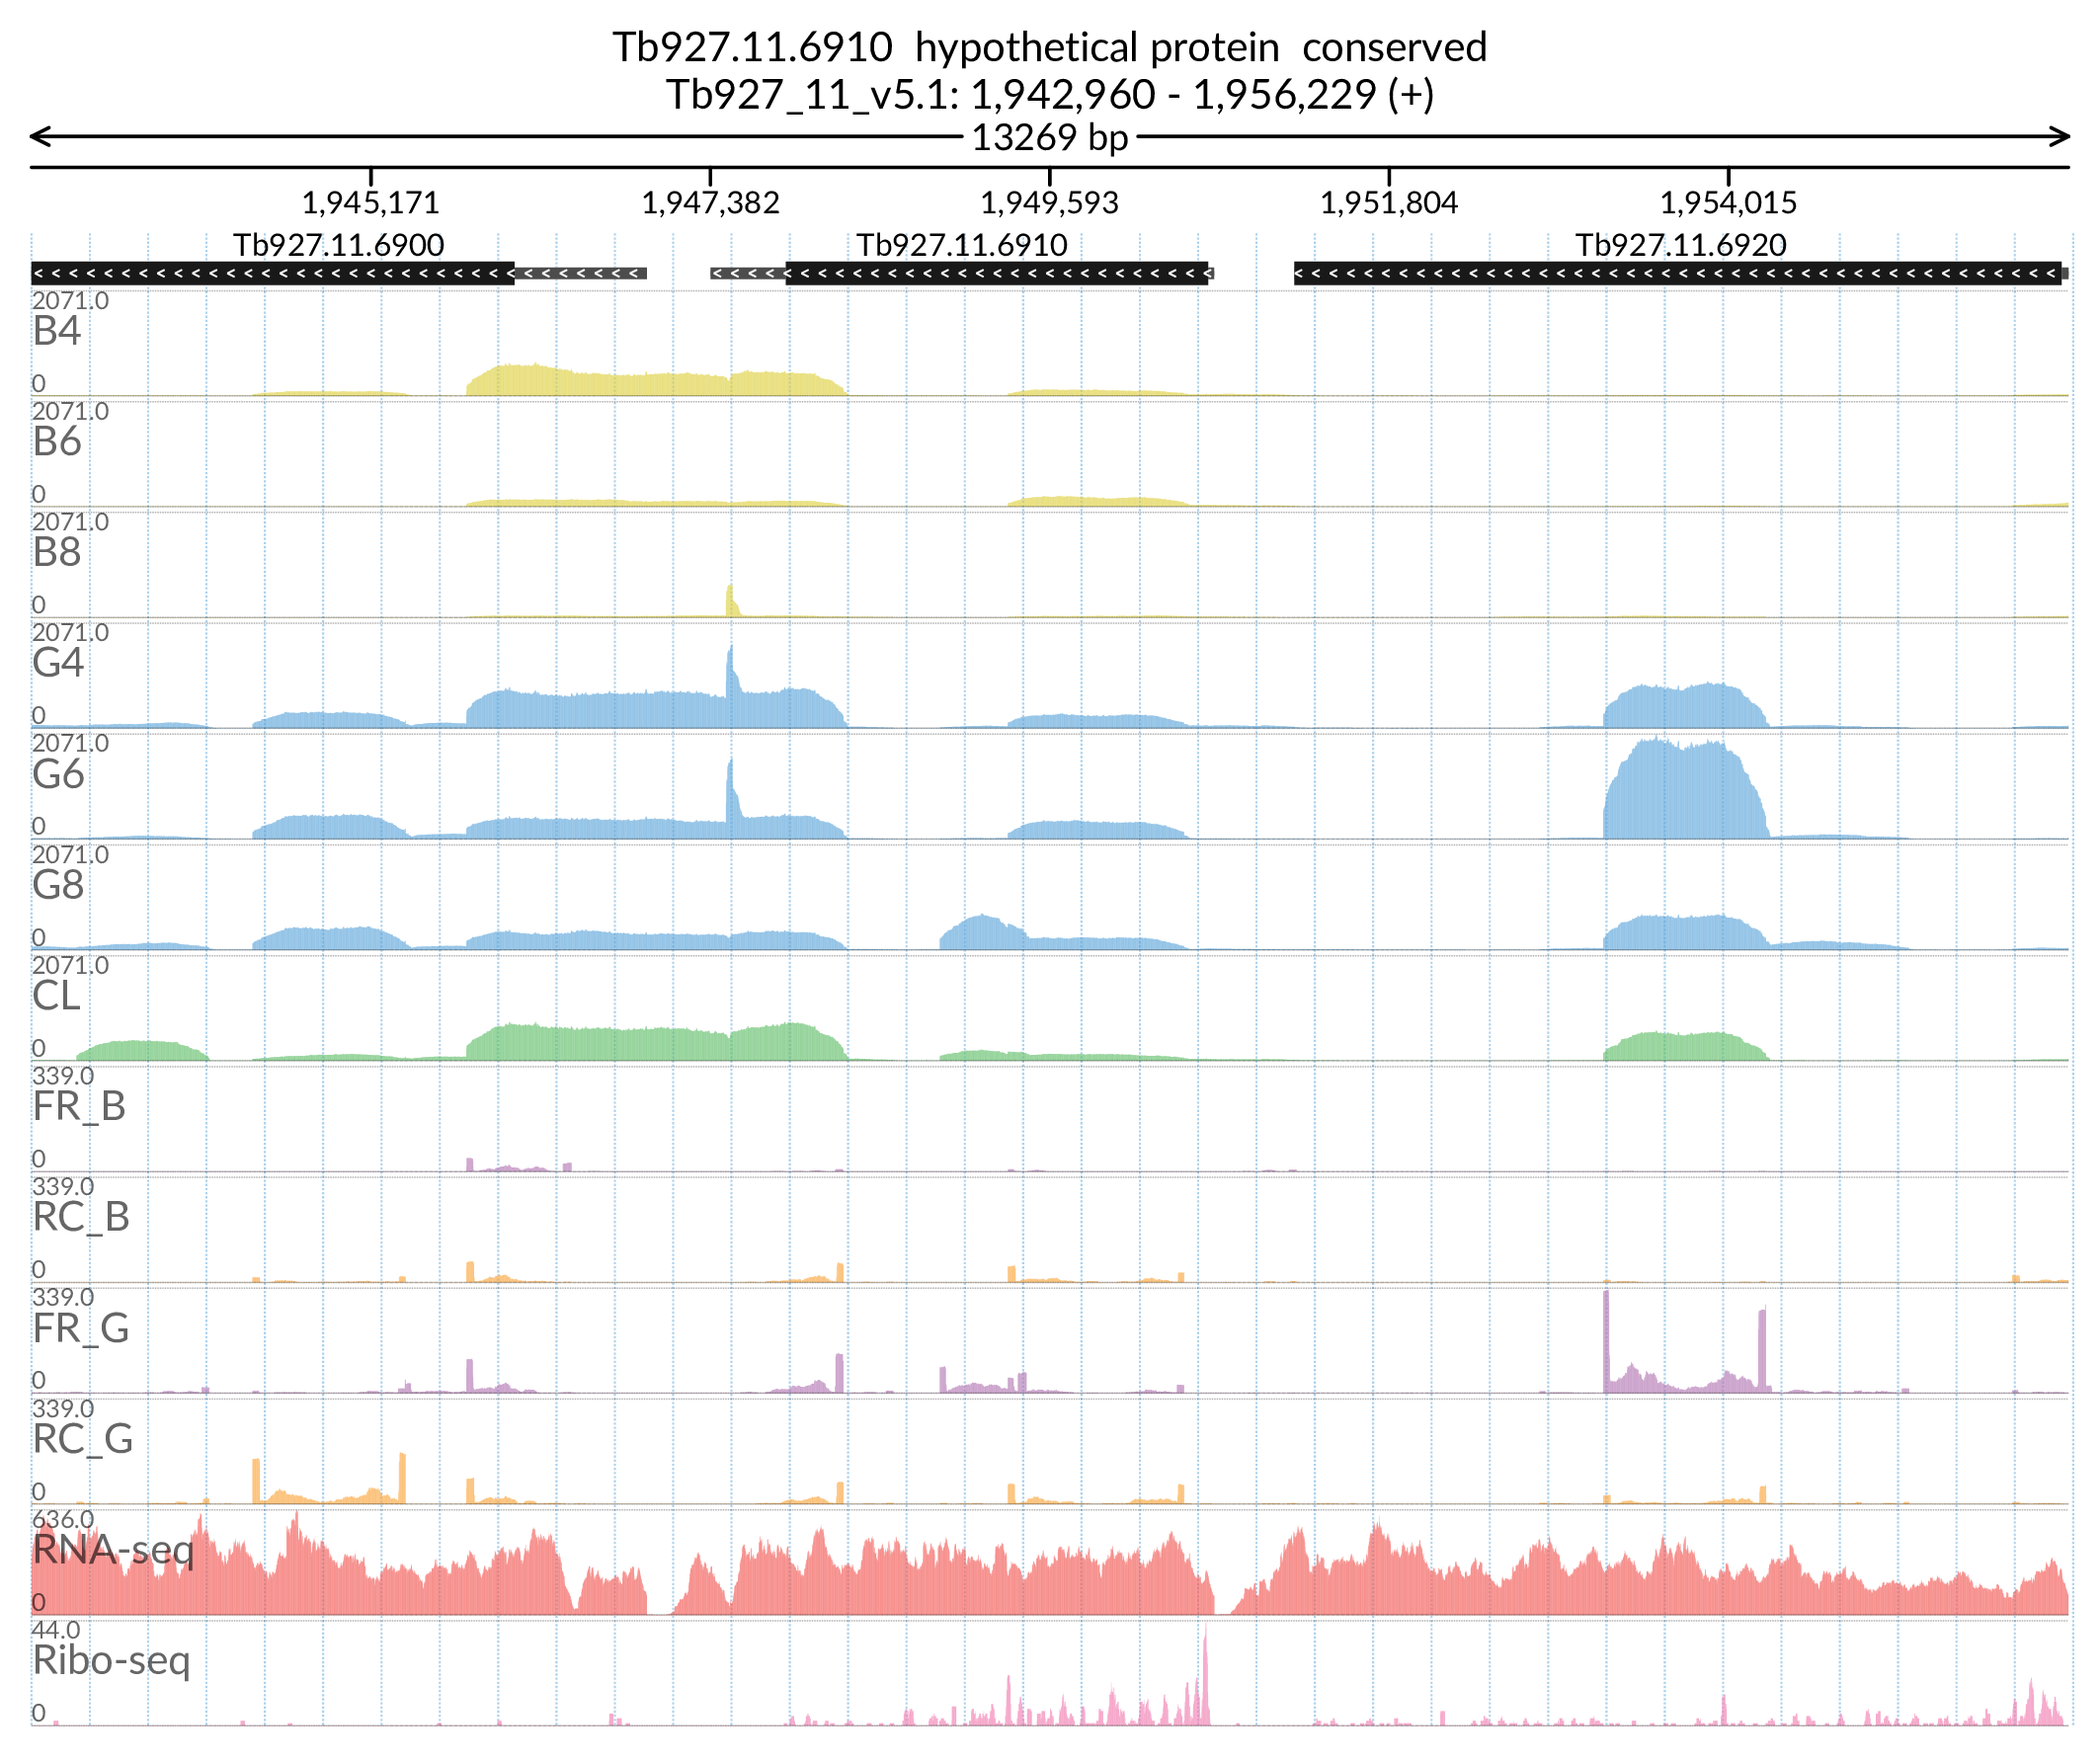 Tb927.11.6910 hypothetical protein conserved
Tb927_11_v5.1: 1,942,960 - 1,956,229 (+)
13269 bp
1,945,171 1,947,382 1,949,593 1,951,804 1,954,015
Tb927.11.6900 Tb927.11.6910 Tb927.11.6920
2071.0
B4
0
2071.0
B6
0
2071.0
B8
0
2071.0
G4
0
2071.0
G6
0
2071.0
G8
0
2071.0
CL
0
339.0
FR_B
0
339.0
RC_B
0
339.0
FR_G
0
339.0
RC_G
0
636.0
RNA-seq
0
44.0
Ribo-seq
0